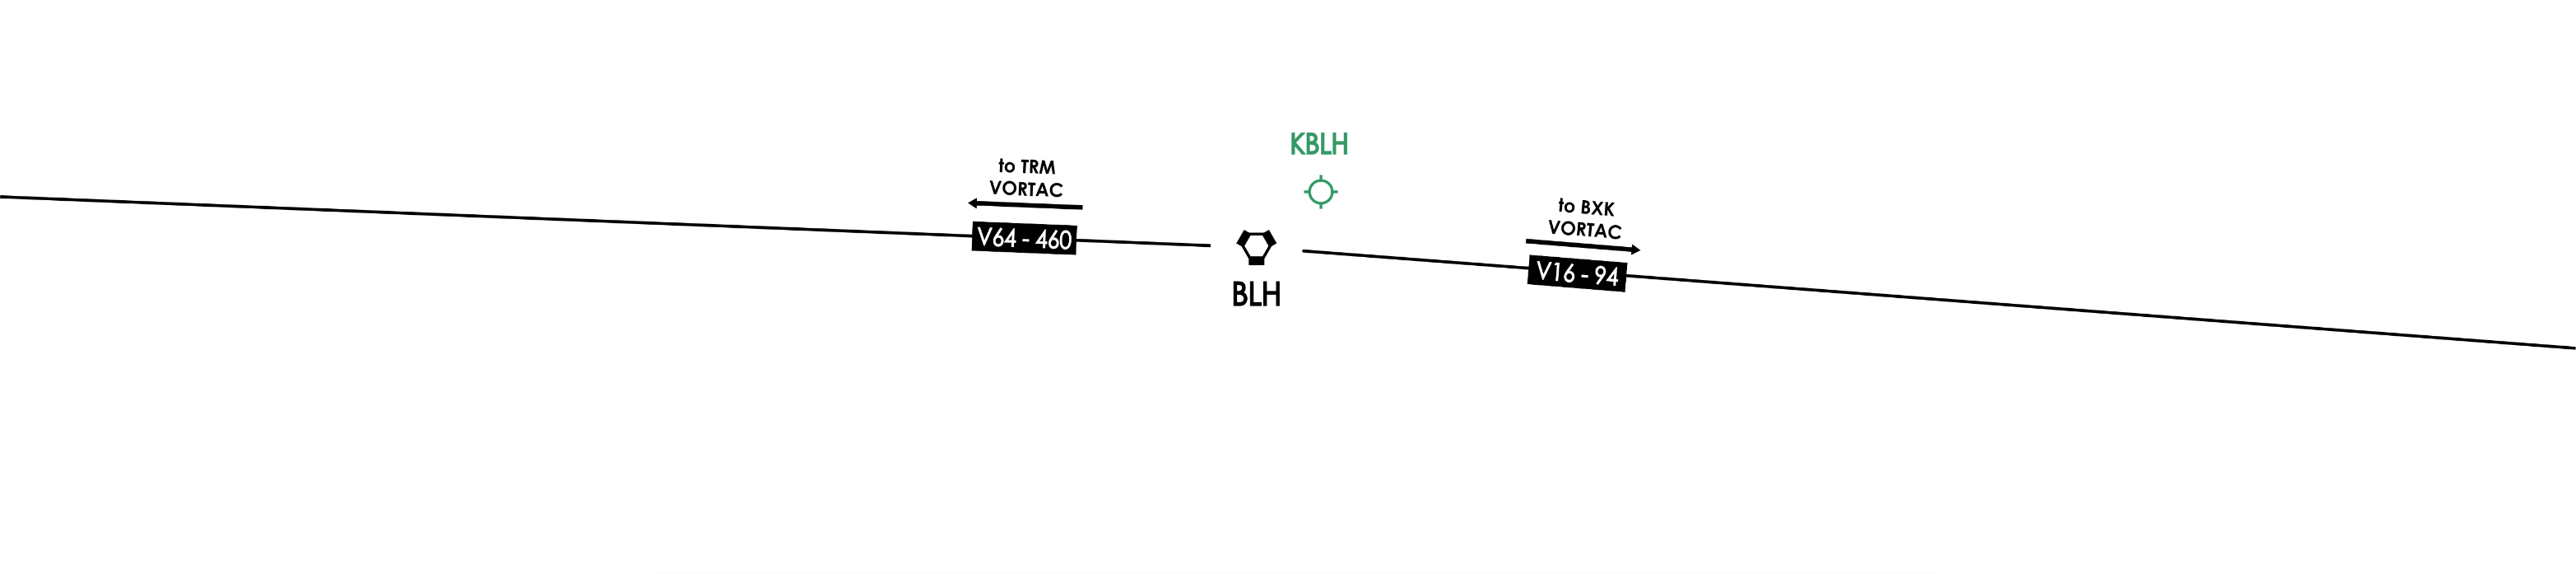 KBLH
to TRM
VORTAC
V64 - 460
to BXK
VORTAC
V16 - 94
BLH